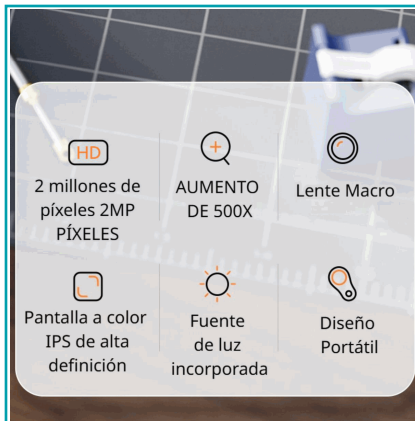 HD
2 millones de
píxeles 2MP
PÍXELES
AUMENTO
DE 500X
Lente Macro
Pantalla a color
IPS de alta
definición
Fuente
de luz
incorporada
Diseño
Portátil